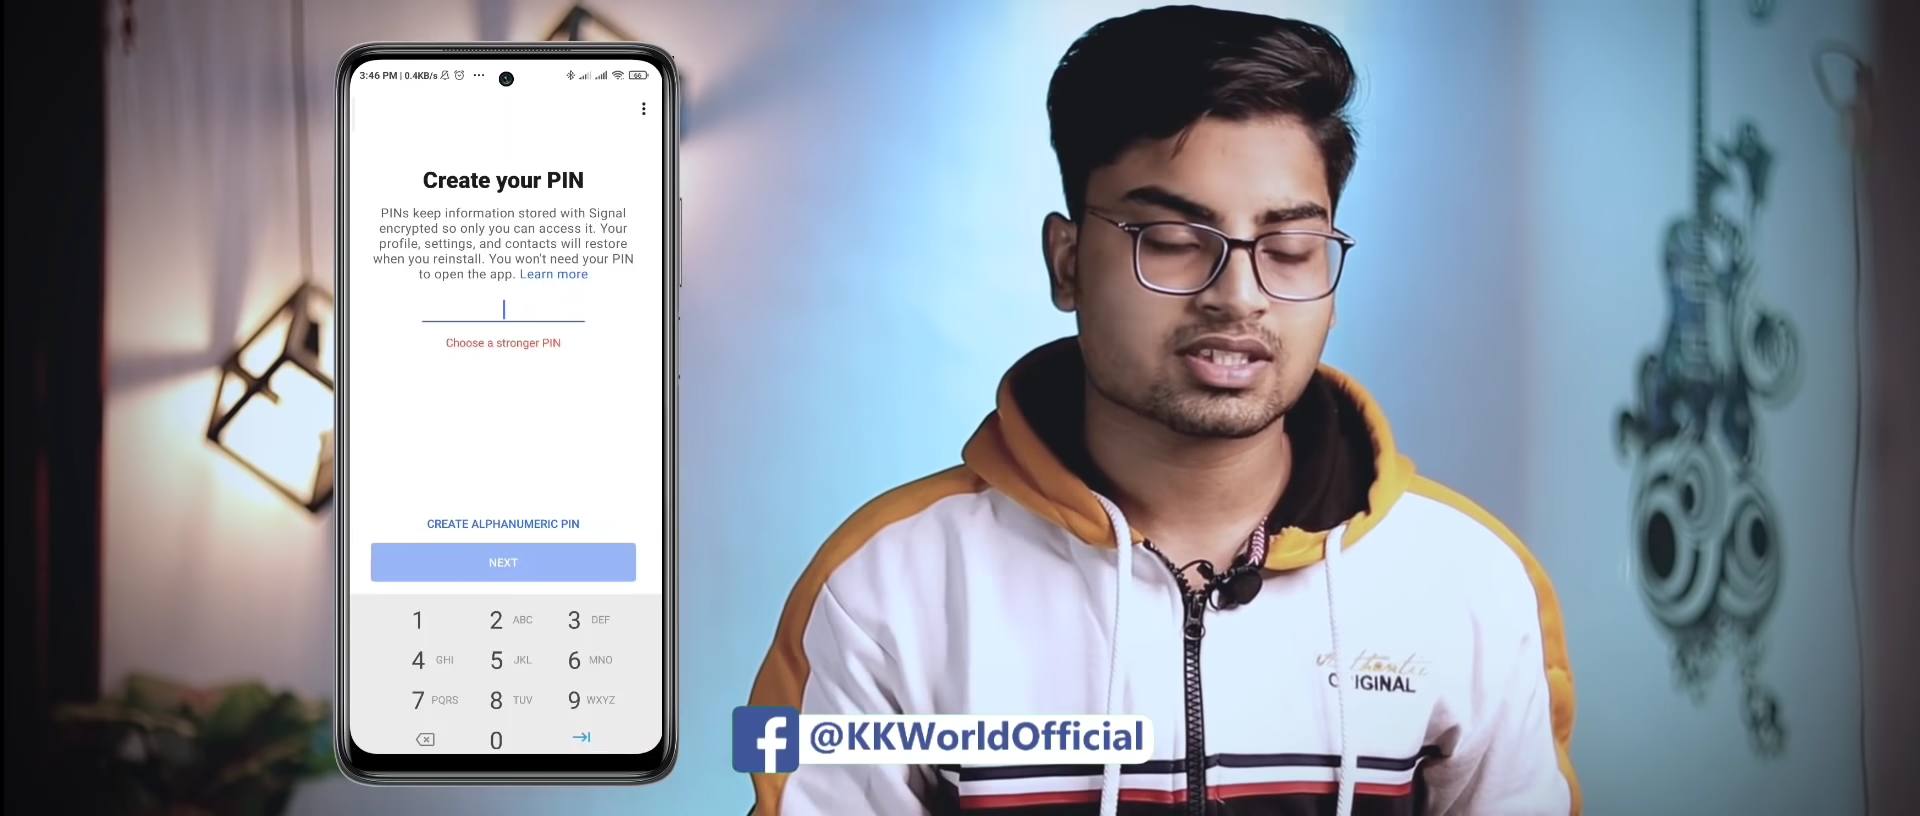 3:46 PM | 0.4KB/s
66
Create your PIN
PINs keep information stored with Signal
encrypted so only you can access it. Your
profile, settings, and contacts will restore
when you reinstall. You won't need your PIN
to open the app. Learn more
Choose a stronger PIN
CREATE ALPHANUMERIC PIN
NEXT
1
2 ABC
3 DEF
4 GHI
5 JKL
6 MNO
7 PQRS
8 TUV
9 WXYZ
0
Authentic
ORIGINAL
f @KKWorldOfficial